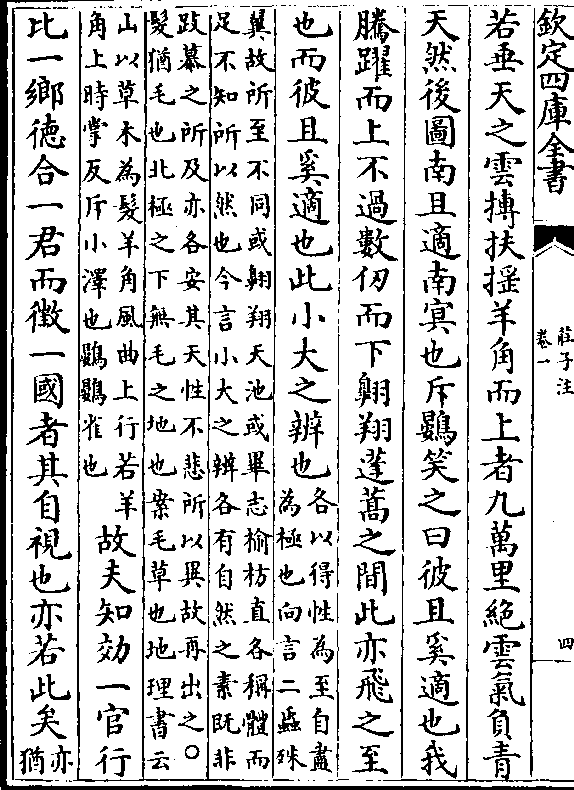 欽定四庫全書
莊子注
卷一
四
若垂天之雲摶扶揺羊角而上者九萬里絶雲氣負青
天然後圖南且適南㝠也斥鷃笑之曰彼且奚適也我
騰躍而上不過數仞而下翺翔蓬蒿之間此亦飛之至
也而彼且奚適也此小大之辨也
各以得性為至自盡
為極也向言二蟲殊
翼故所至不同或翺翔天池或畢志榆枋直各稱體而
足不知所以然也今言小大之辨各有自然之素既非
跂慕之所及亦各安其天性不悲所以異故再出之〇
髮猶毛也北極之下無毛之地也案毛草也地理書云
山以草木為髮羊角風曲上行若羊
角上時掌反斥小澤也鷃鷃雀也
故夫知効一官行
比一鄉徳合一君而徴一國者其自視也亦若此矣
亦
猶